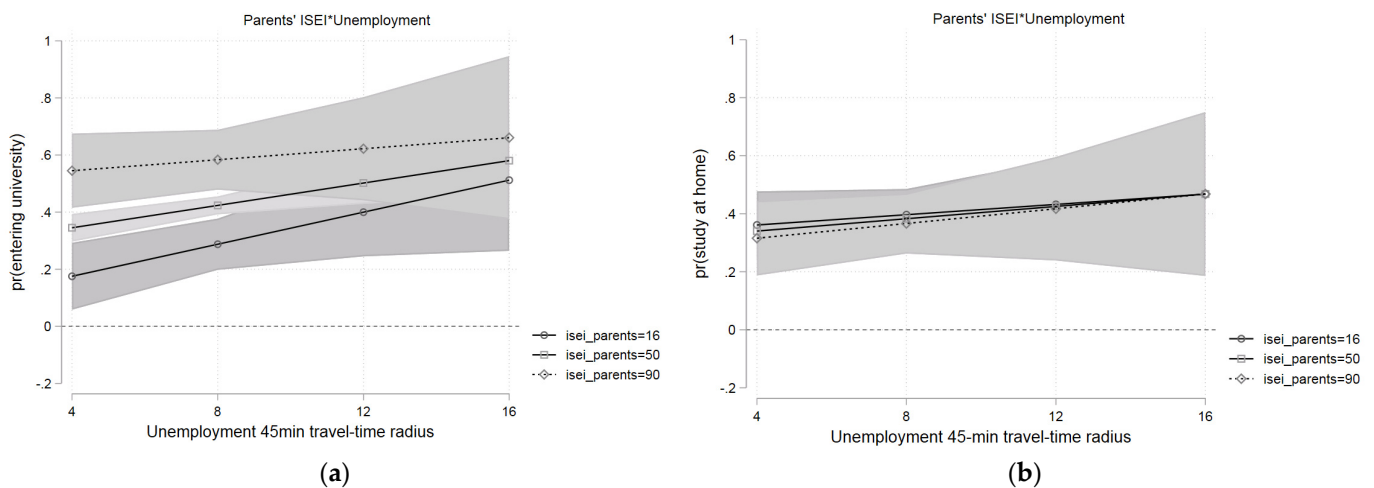 Parents' ISEI*Unemployment
1
.8
.6
.4
.2
0
-.2
pr(entering university)
4 8 12 16
Unemployment 45min travel-time radius
isei_parents=16
isei_parents=50
isei_parents=90
(a)
Parents' ISEI*Unemployment
1
.8
.6
.4
.2
0
-.2
pr(study at home)
4 8 12 16
Unemployment 45-min travel-time radius
isei_parents=16
isei_parents=50
isei_parents=90
(b)